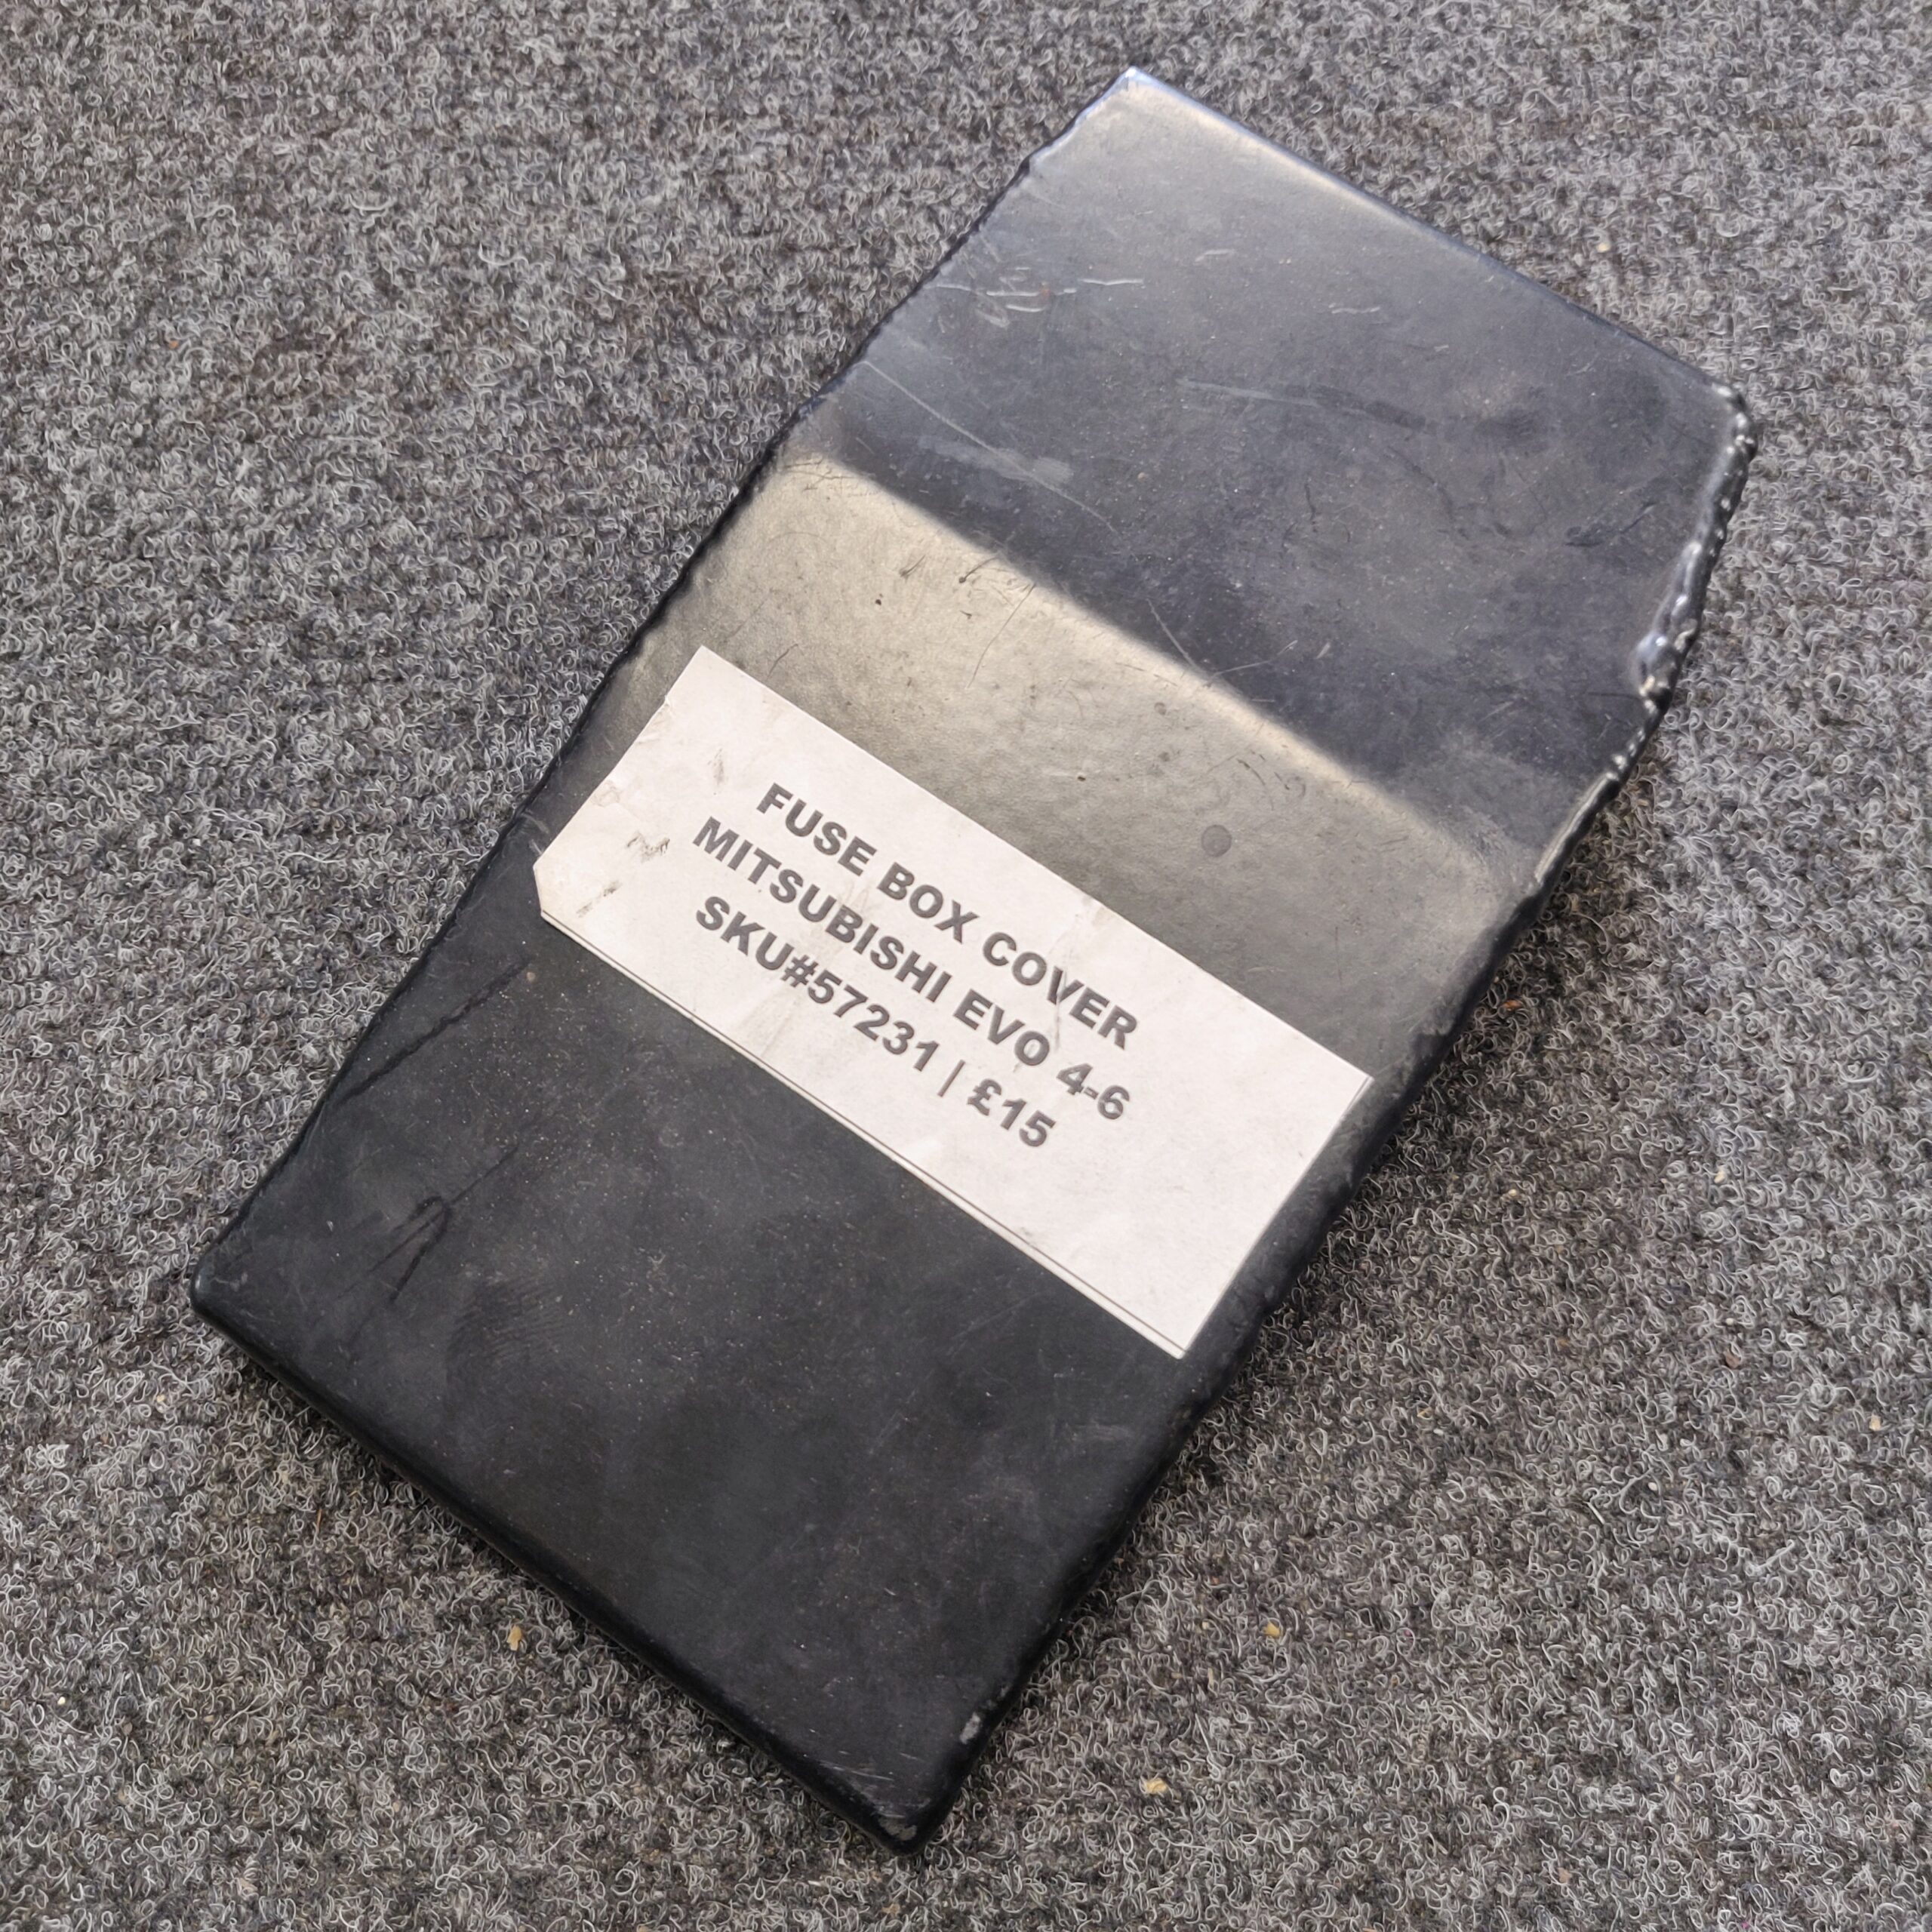 FUSE BOX COVER
MITSUBISHI EVO 4-6
SKU#57231 | £15